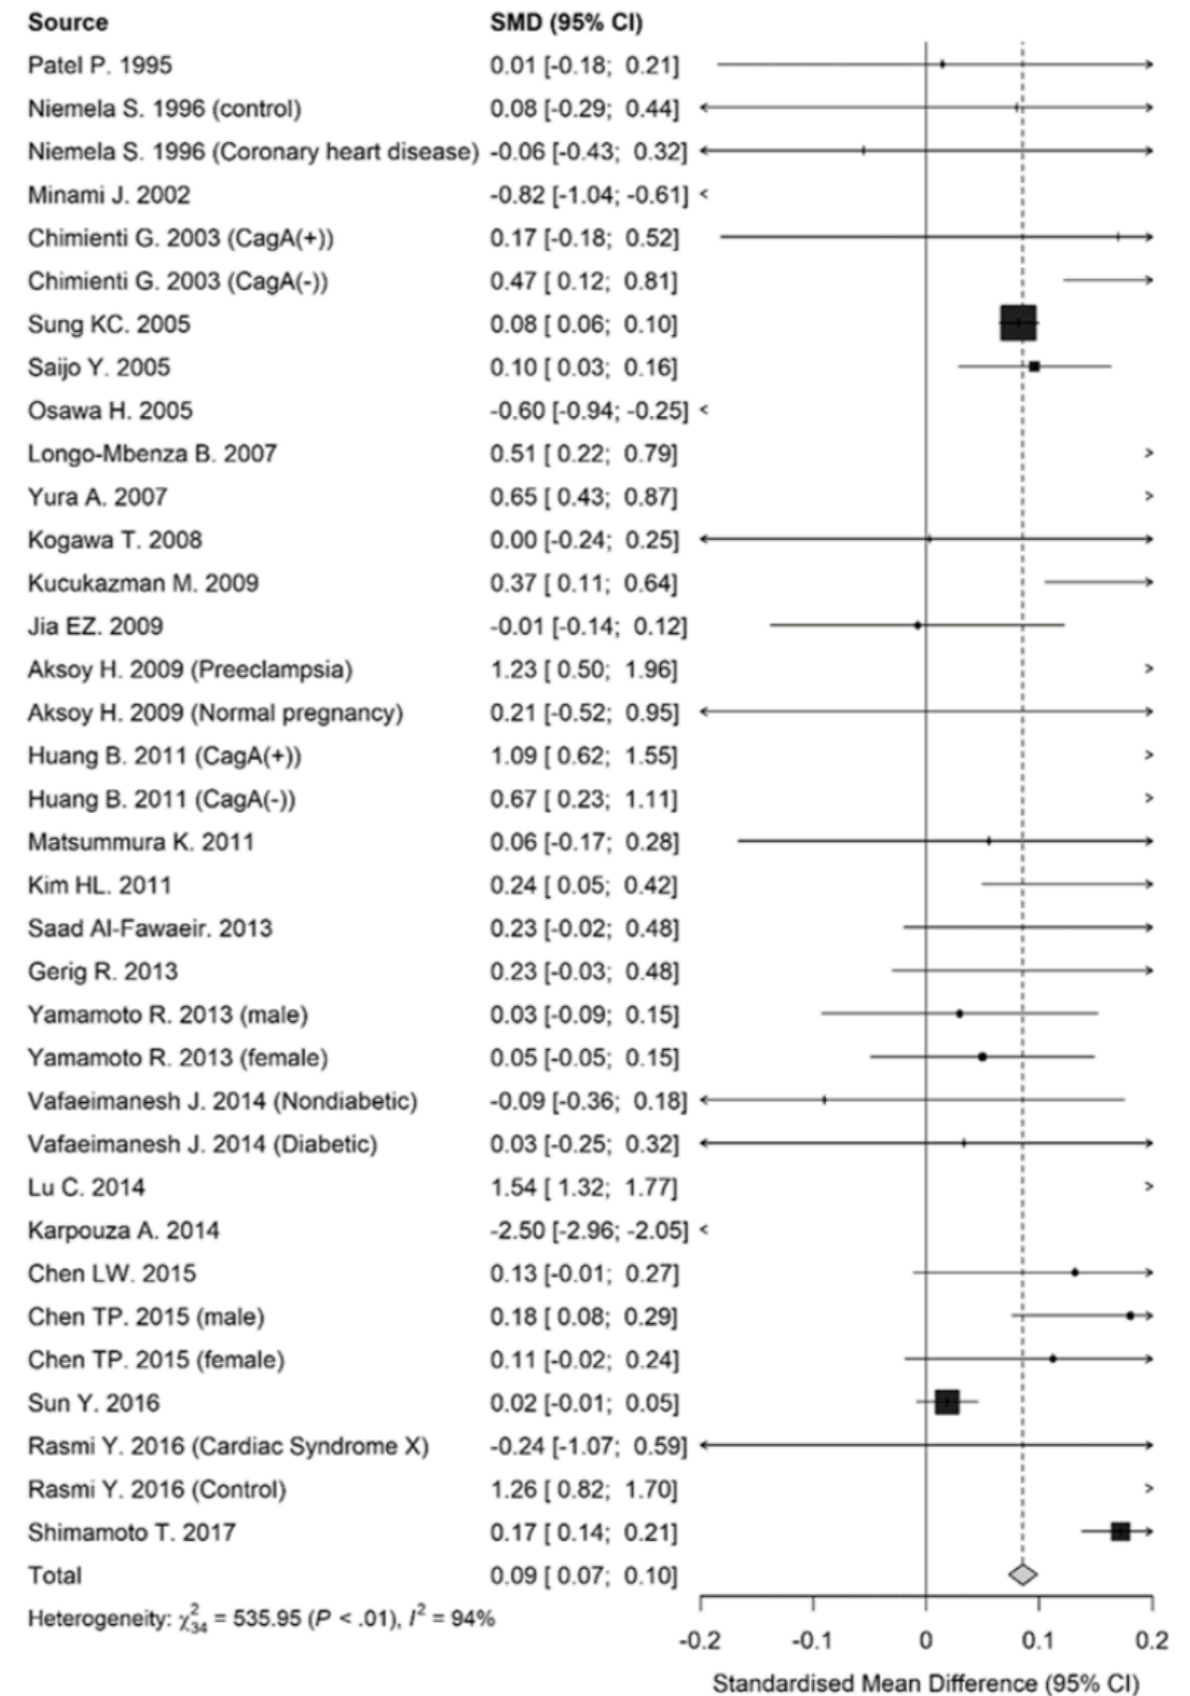 Source SMD (95% CI)
Patel P. 1995 0.01 [-0.18; 0.21]
Niemela S. 1996 (control) 0.08 [-0.29; 0.44]
Niemela S. 1996 (Coronary heart disease) -0.06 [-0.43; 0.32]
Minami J. 2002 -0.82 [-1.04; -0.61]
Chimienti G. 2003 (CagA(+)) 0.17 [-0.18; 0.52]
Chimienti G. 2003 (CagA(-)) 0.47 [ 0.12; 0.81]
Sung KC. 2005 0.08 [ 0.06; 0.10]
Saijo Y. 2005 0.10 [ 0.03; 0.16]
Osawa H. 2005 -0.60 [-0.94; -0.25]
Longo-Mbenza B. 2007 0.51 [ 0.22; 0.79]
Yura A. 2007 0.65 [ 0.43; 0.87]
Kogawa T. 2008 0.00 [-0.24; 0.25]
Kucukazman M. 2009 0.37 [ 0.11; 0.64]
Jia EZ. 2009 -0.01 [-0.14; 0.12]
Aksoy H. 2009 (Preeclampsia) 1.23 [ 0.50; 1.96]
Aksoy H. 2009 (Normal pregnancy) 0.21 [-0.52; 0.95]
Huang B. 2011 (CagA(+)) 1.09 [ 0.62; 1.55]
Huang B. 2011 (CagA(-)) 0.67 [ 0.23; 1.11]
Matsummura K. 2011 0.06 [-0.17; 0.28]
Kim HL. 2011 0.24 [ 0.05; 0.42]
Saad Al-Fawaeir. 2013 0.23 [-0.02; 0.48]
Gerig R. 2013 0.23 [-0.03; 0.48]
Yamamoto R. 2013 (male) 0.03 [-0.09; 0.15]
Yamamoto R. 2013 (female) 0.05 [-0.05; 0.15]
Vafaeimanesh J. 2014 (Nondiabetic) -0.09 [-0.36; 0.18]
Vafaeimanesh J. 2014 (Diabetic) 0.03 [-0.25; 0.32]
Lu C. 2014 1.54 [ 1.32; 1.77]
Karpouza A. 2014 -2.50 [-2.96; -2.05]
Chen LW. 2015 0.13 [-0.01; 0.27]
Chen TP. 2015 (male) 0.18 [ 0.08; 0.29]
Chen TP. 2015 (female) 0.11 [-0.02; 0.24]
Sun Y. 2016 0.02 [-0.01; 0.05]
Rasmi Y. 2016 (Cardiac Syndrome X) -0.24 [-1.07; 0.59]
Rasmi Y. 2016 (Control) 1.26 [ 0.82; 1.70]
Shimamoto T. 2017 0.17 [ 0.14; 0.21]
Total 0.09 [ 0.07; 0.10]
Heterogeneity: χ²₃₄ = 535.95 (P < .01), I² = 94%
-0.2 -0.1 0 0.1 0.2
Standardised Mean Difference (95% CI)